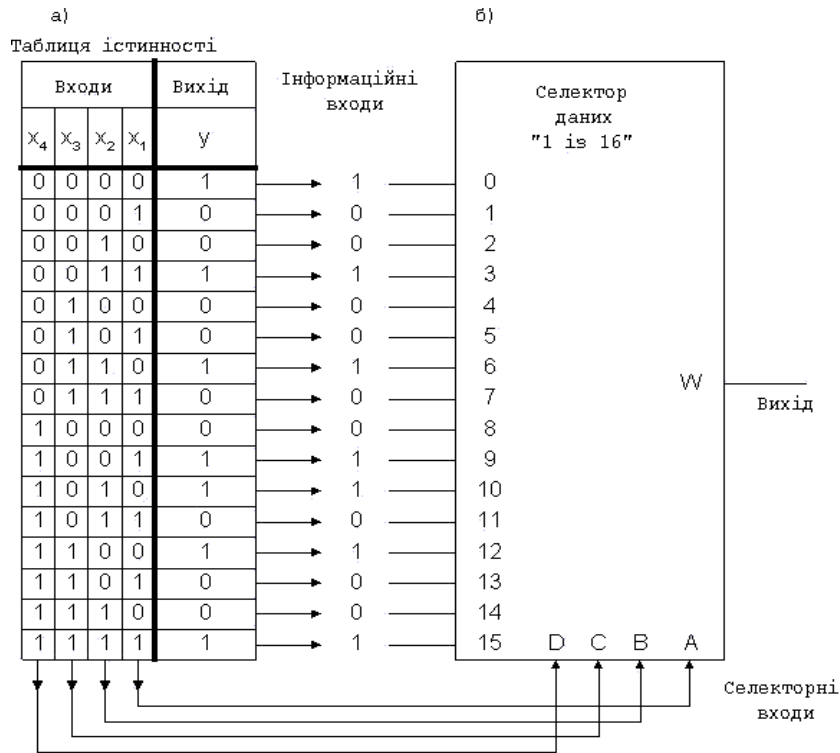 а) б)
Таблиця істинності
Входи Вихід Інформаційні входи Селектор даних "1 із 16"
x4 x3 x2 x1 y
0 0 0 0 1 1 0
0 0 0 1 0 0 1
0 0 1 0 0 0 2
0 0 1 1 1 1 3
0 1 0 0 0 0 4
0 1 0 1 0 0 5
0 1 1 0 1 1 6
W
0 1 1 1 0 0 7
Вихід
1 0 0 0 0 0 8
1 0 0 1 1 1 9
1 0 1 0 1 1 10
1 0 1 1 0 0 11
1 1 0 0 1 1 12
1 1 0 1 0 0 13
1 1 1 0 0 0 14
1 1 1 1 1 1 15 D C B A
Селекторні
входи